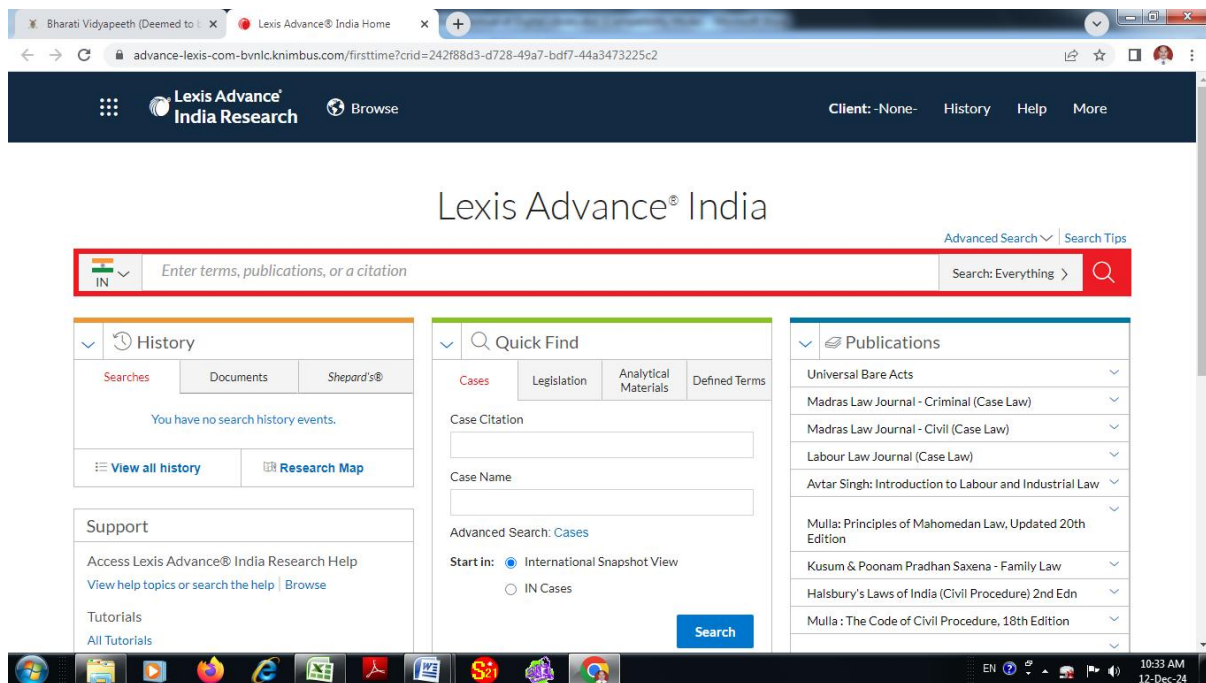 Bharati Vidyapeeth (Deemed to b
Lexis Advance® India Home
advance-lexis-com-bvnlc.knimbus.com/firsttime?crid=242f88d3-d728-49a7-bdf7-44a3473225c2
Lexis Advance®
India Research
Browse
Client: -None- History Help More
Lexis Advance® India
Advanced Search Search Tips
IN
Enter terms, publications, or a citation
Search: Everything
History
Searches Documents Shepard's®
You have no search history events.
View all history Research Map
Support
Access Lexis Advance® India Research Help
View help topics or search the help Browse
Tutorials
All Tutorials
Quick Find
Cases Legislation Analytical Materials Defined Terms
Case Citation
Case Name
Advanced Search: Cases
Start in: International Snapshot View
IN Cases
Search
Publications
Universal Bare Acts
Madras Law Journal - Criminal (Case Law)
Madras Law Journal - Civil (Case Law)
Labour Law Journal (Case Law)
Avtar Singh: Introduction to Labour and Industrial Law
Mulla: Principles of Mahomedan Law, Updated 20th
Edition
Kusum & Poonam Pradhan Saxena - Family Law
Halsbury's Laws of India (Civil Procedure) 2nd Edn
Mulla : The Code of Civil Procedure, 18th Edition
EN
10:33 AM
12-Dec-24